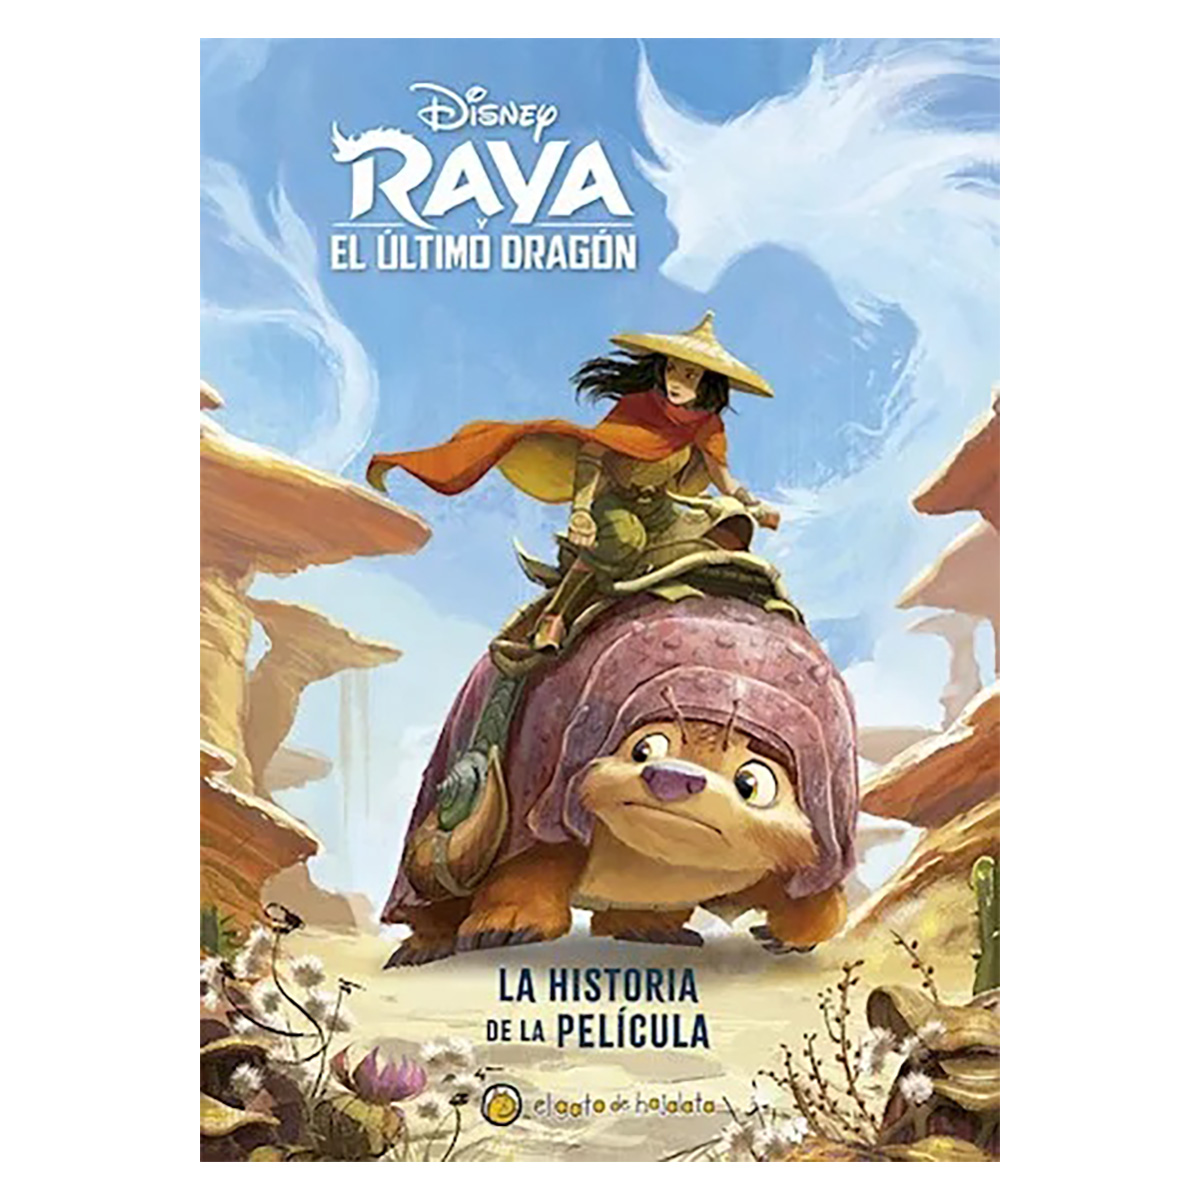 Disney
RAYA
Y
EL ÚLTIMO DRAGÓN
LA HISTORIA
DE LA PELÍCULA
el gato de hojalata